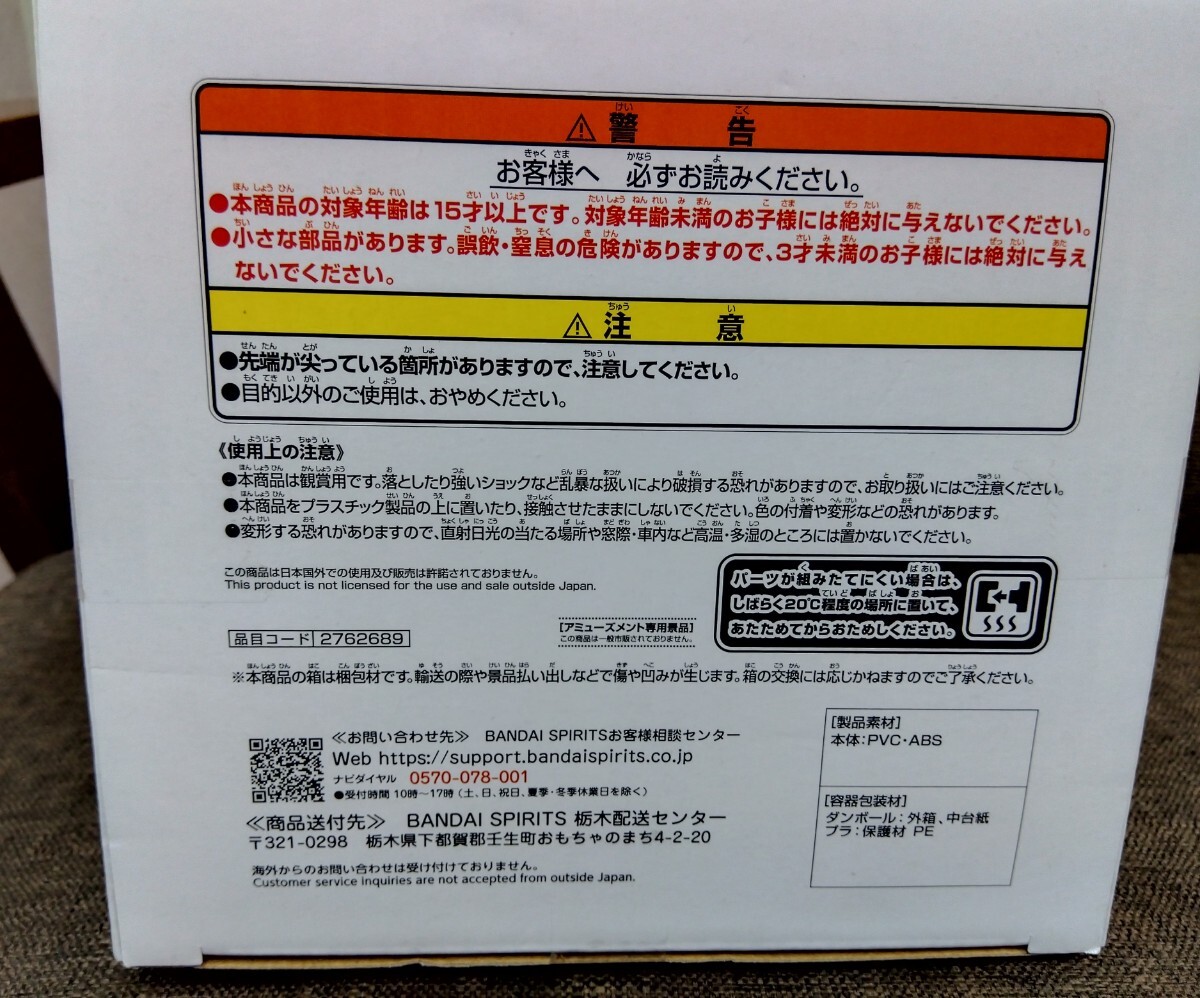 ⚠警告
お客様へ 必ずお読みください。
●本商品の対象年齢は15才以上です。対象年齢未満のお子様には絶対に与えないでください。
●小さな部品があります。誤飲・窒息の危険がありますので、3才未満のお子様には絶対に与え
ないでください。
⚠注意
●先端が尖っている箇所がありますので、注意してください。
●目的以外のご使用は、おやめください。
《使用上の注意》
●本商品は観賞用です。落としたり強いショックなど乱暴な扱いにより破損する恐れがありますので、お取り扱いにはご注意ください。
●本商品をプラスチック製品の上に置いたり、接触させたままにしないでください。色の付着や変形などの恐れがあります。
●変形する恐れがありますので、直射日光の当たる場所や窓際・車内など高温・多湿のところには置かないでください。
この商品は日本国外での使用及び販売は許諾されておりません。
This product is not licensed for the use and sale outside Japan.
パーツが組みたてにくい場合は、
しばらく20℃程度の場所に置いて、
あたためてからおためしください。
品目コード 2762689
[アミューズメント専用景品]
この商品は一般市販されておりません。
※本商品の箱は梱包材です。輸送の際や景品払い出しなどで傷や凹みが生じます。箱の交換には応じかねますのでご了承ください。
≪お問い合わせ先≫ BANDAI SPIRITSお客様相談センター
Web https://support.bandaispirits.co.jp
ナビダイヤル 0570-078-001
●受付時間 10時〜17時(土、日、祝日、夏季・冬季休業日を除く)
≪商品送付先≫ BANDAI SPIRITS 栃木配送センター
〒321-0298 栃木県下都賀郡壬生町おもちゃのまち4-2-20
海外からのお問い合わせは受け付けておりません。
Customer service inquiries are not accepted from outside Japan.
[製品素材]
本体:PVC・ABS
[容器包装材]
ダンボール:外箱、中台紙
プラ:保護材 PE